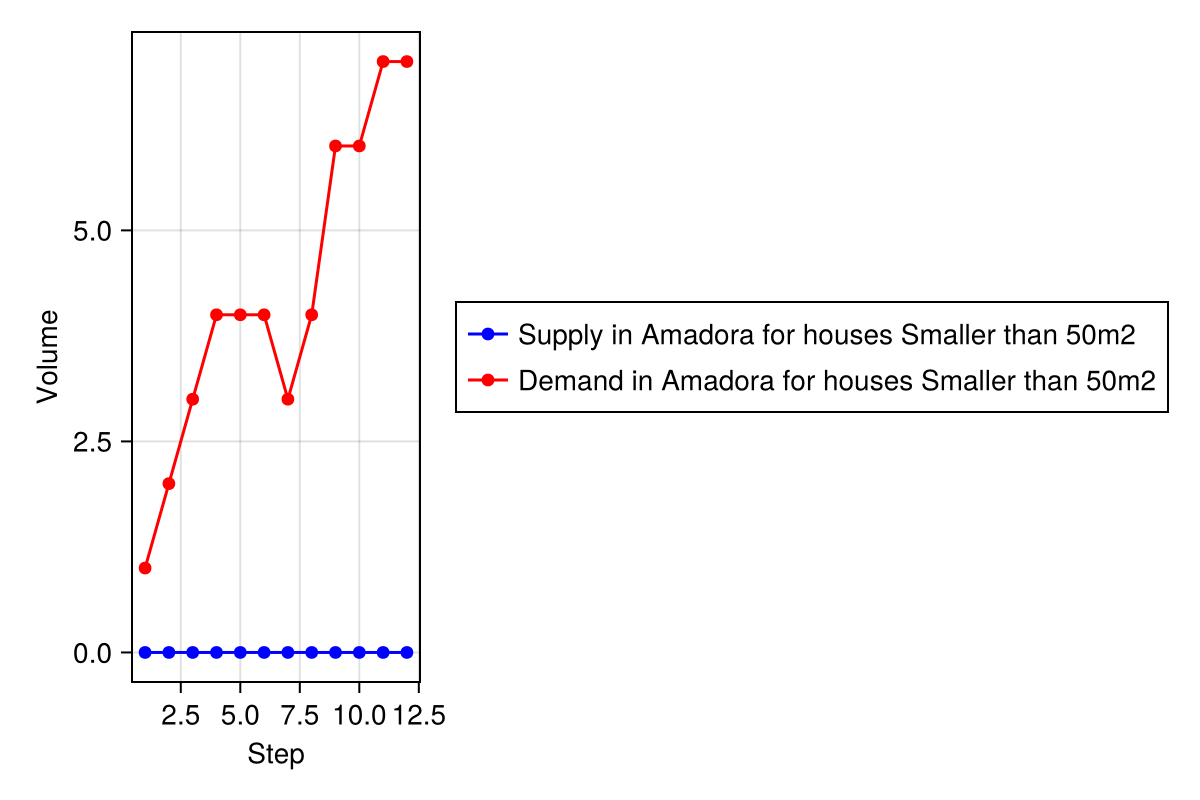 Volume
5.0
2.5
0.0
2.5 5.0 7.5 10.0 12.5
Step
Supply in Amadora for houses Smaller than 50m2
Demand in Amadora for houses Smaller than 50m2